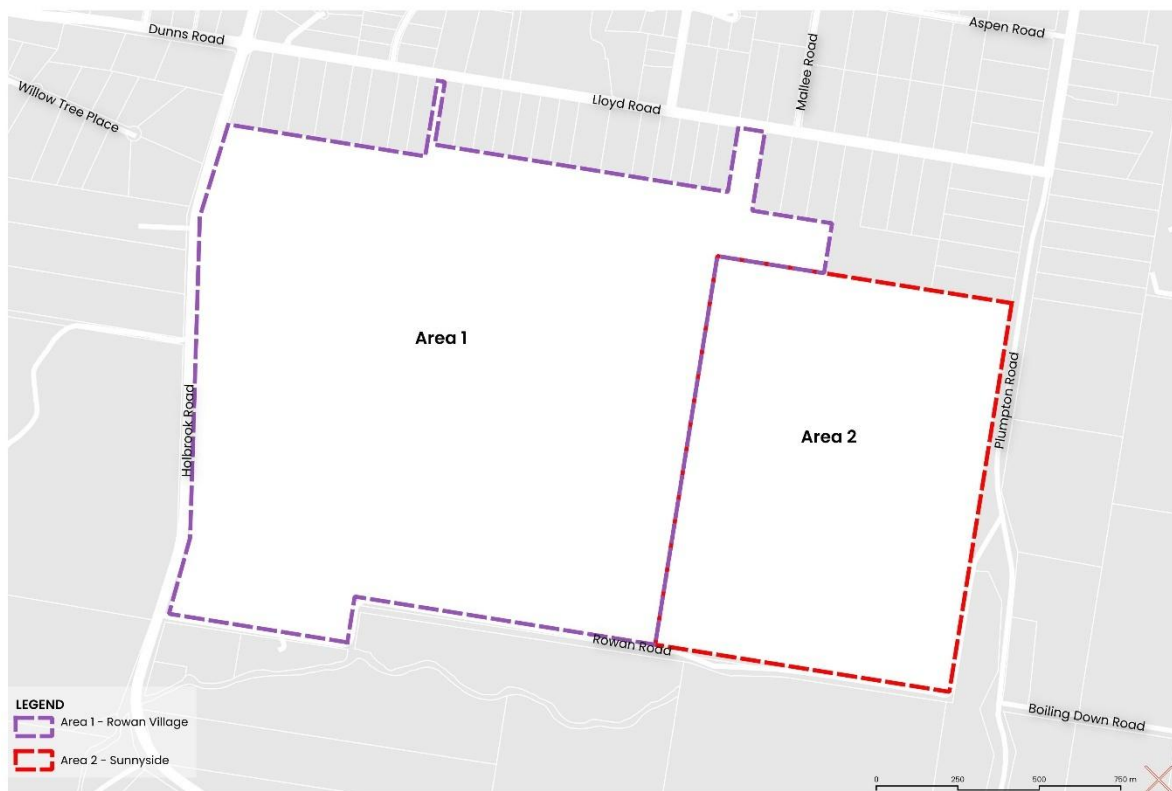 Aspen Road
Dunns Road
Mallee Road
Willow Tree Place
Lloyd Road
Area 1
Plumpton Road
Holbrook Road
Area 2
Rowan Road
LEGEND
Area 1 - Rowan Village
Boiling Down Road
Area 2 - Sunnyside
0 250 500 750 m